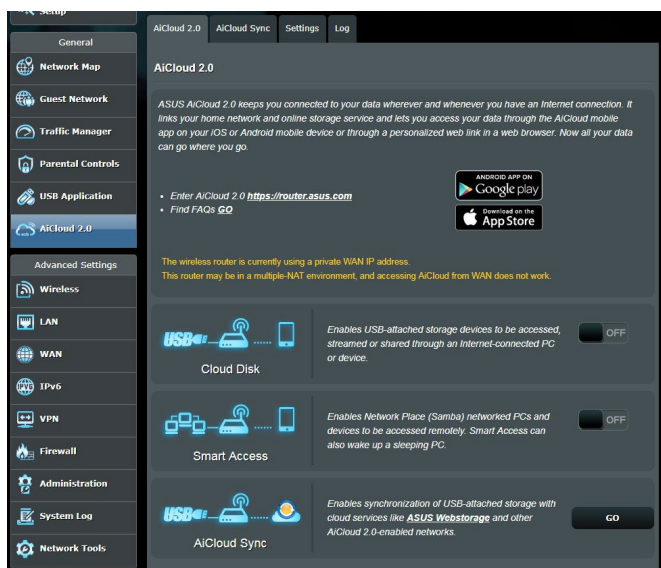 Setup
General
Network Map
Guest Network
Traffic Manager
Parental Controls
USB Application
AiCloud 2.0
Advanced Settings
Wireless
LAN
WAN
IPv6
VPN
Firewall
Administration
System Log
Network Tools
AiCloud 2.0 AiCloud Sync Settings Log
AiCloud 2.0
ASUS AiCloud 2.0 keeps you connected to your data wherever and whenever you have an Internet connection. It
links your home network and online storage service and lets you access your data through the AiCloud mobile
app on your iOS or Android mobile device or through a personalized web link in a web browser. Now all your data
can go where you go.
• Enter AiCloud 2.0 https://router.asus.com
• Find FAQs GO
ANDROID APP ON
Google play
Download on the
App Store
The wireless router is currently using a private WAN IP address.
This router may be in a multiple-NAT environment, and accessing AiCloud from WAN does not work.
USB
Cloud Disk
Enables USB-attached storage devices to be accessed,
streamed or shared through an Internet-connected PC
or device.
OFF
Smart Access
Enables Network Place (Samba) networked PCs and
devices to be accessed remotely. Smart Access can
also wake up a sleeping PC.
OFF
USB
AiCloud Sync
Enables synchronization of USB-attached storage with
cloud services like ASUS Webstorage and other
AiCloud 2.0-enabled networks.
GO